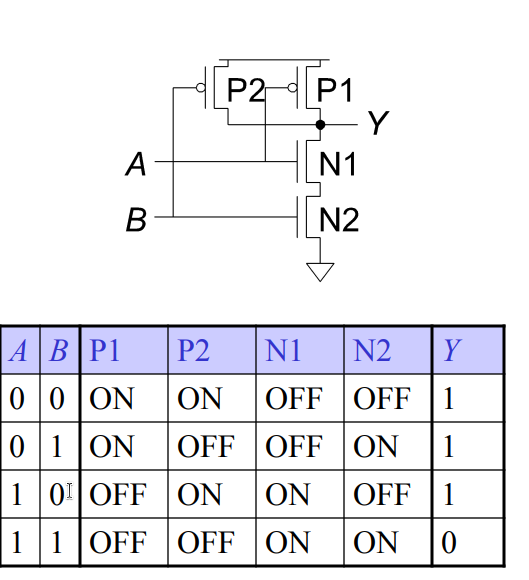 P2 P1
Y
A N1
B N2
A B P1 P2 N1 N2 Y
0 0 ON ON OFF OFF 1
0 1 ON OFF OFF ON 1
1 0 OFF ON ON OFF 1
1 1 OFF OFF ON ON 0